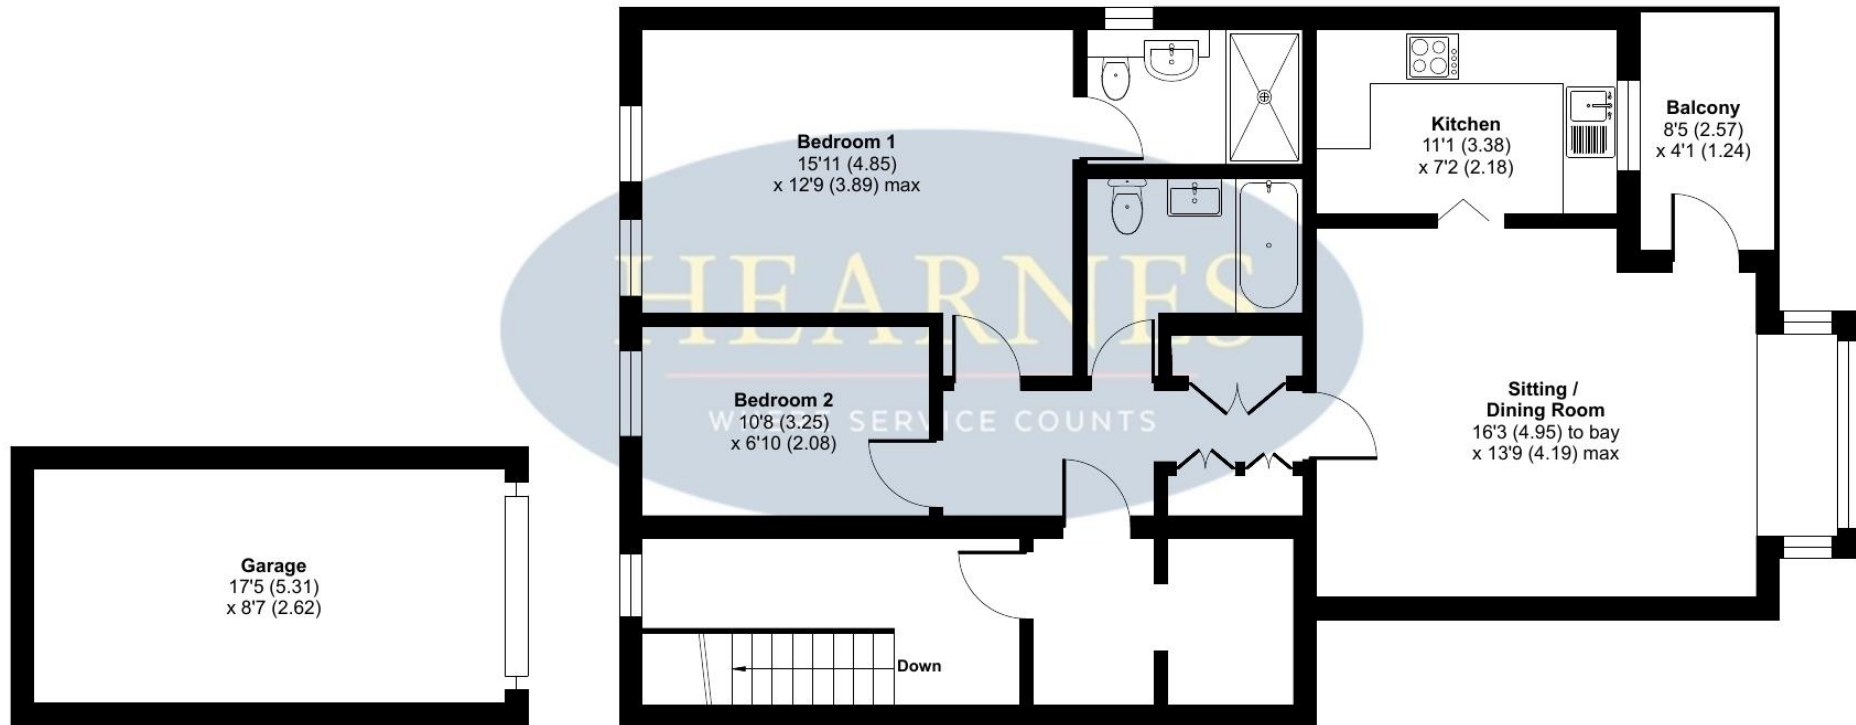 Bedroom 1
15'11 (4.85)
x 12'9 (3.89) max
Kitchen
11'1 (3.38)
x 7'2 (2.18)
Balcony
8'5 (2.57)
x 4'1 (1.24)
HEARNES
WHERE SERVICE COUNTS
Bedroom 2
10'8 (3.25)
x 6'10 (2.08)
Sitting /
Dining Room
16'3 (4.95) to bay
x 13'9 (4.19) max
Garage
17'5 (5.31)
x 8'7 (2.62)
Down